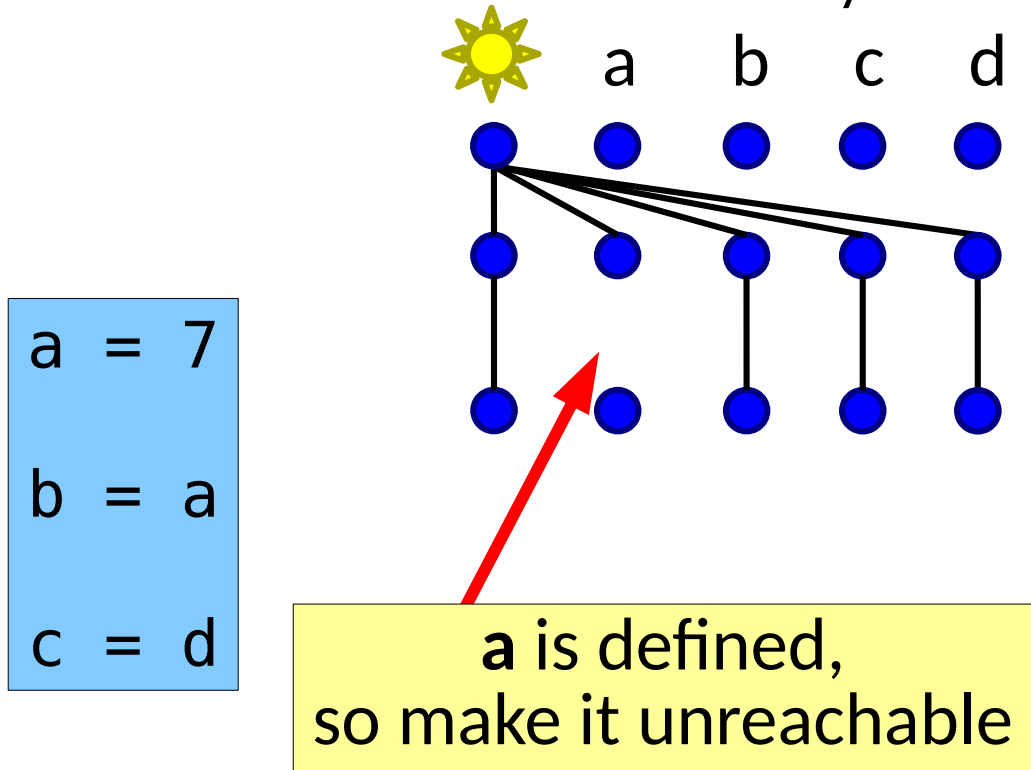 a b c d
a = 7
b = a
c = d
a is defined,
so make it unreachable